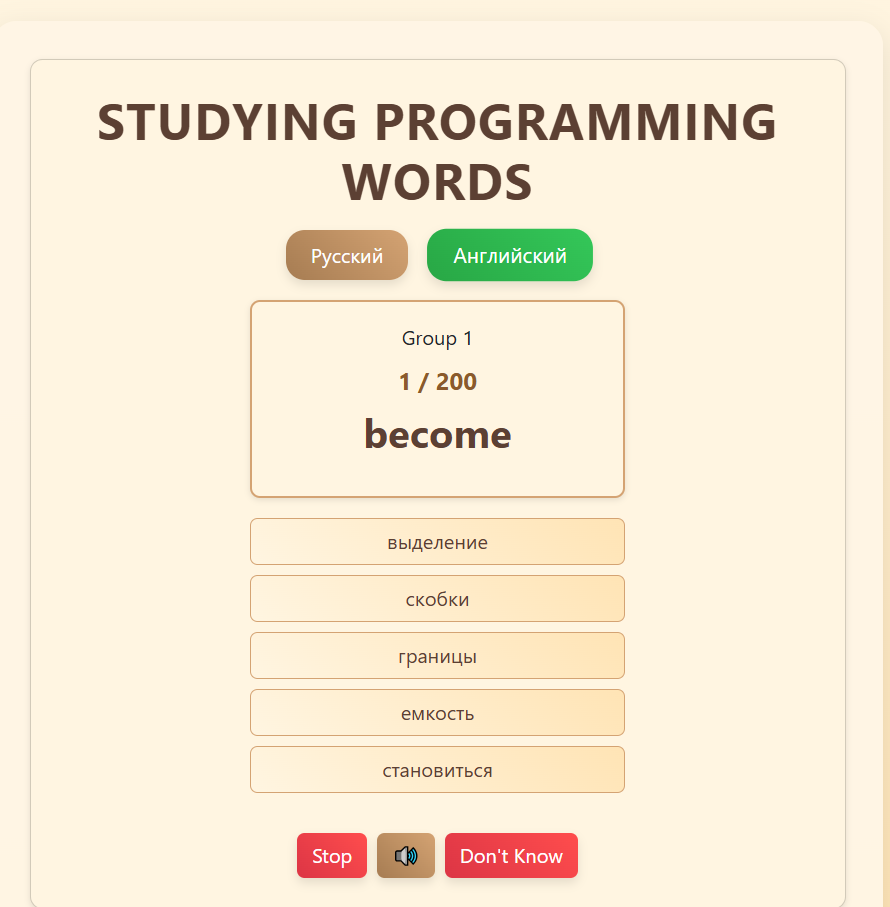 STUDYING PROGRAMMING
WORDS
Русский
Английский
Group 1
1 / 200
become
выделение
скобки
границы
емкость
становиться
Stop
Don't Know